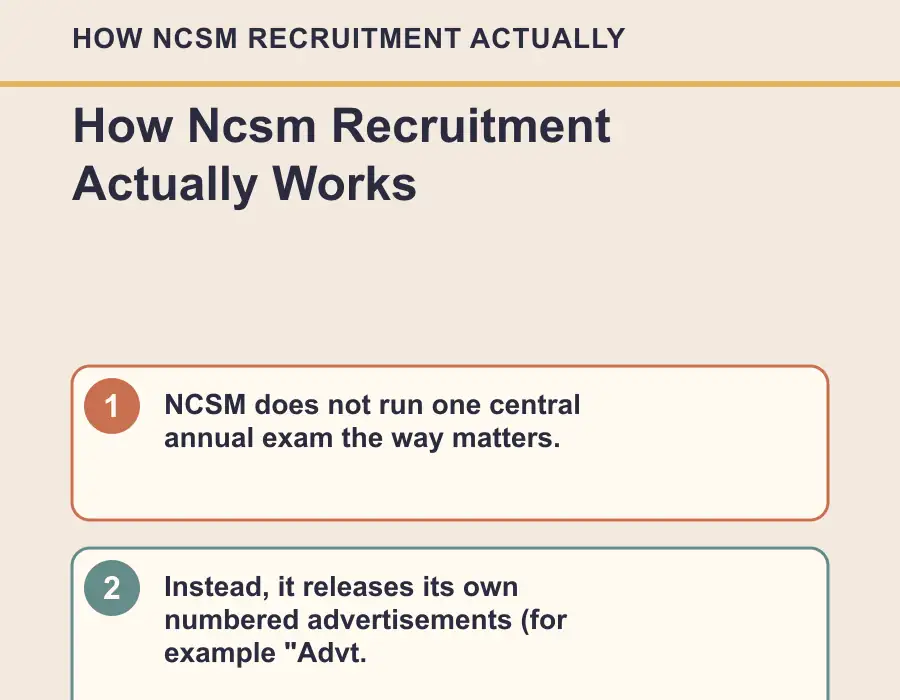 HOW NCSM RECRUITMENT ACTUALLY
How Ncsm Recruitment
Actually Works
1
NCSM does not run one central
annual exam the way matters.
2
Instead, it releases its own
numbered advertisements (for
example "Advt.